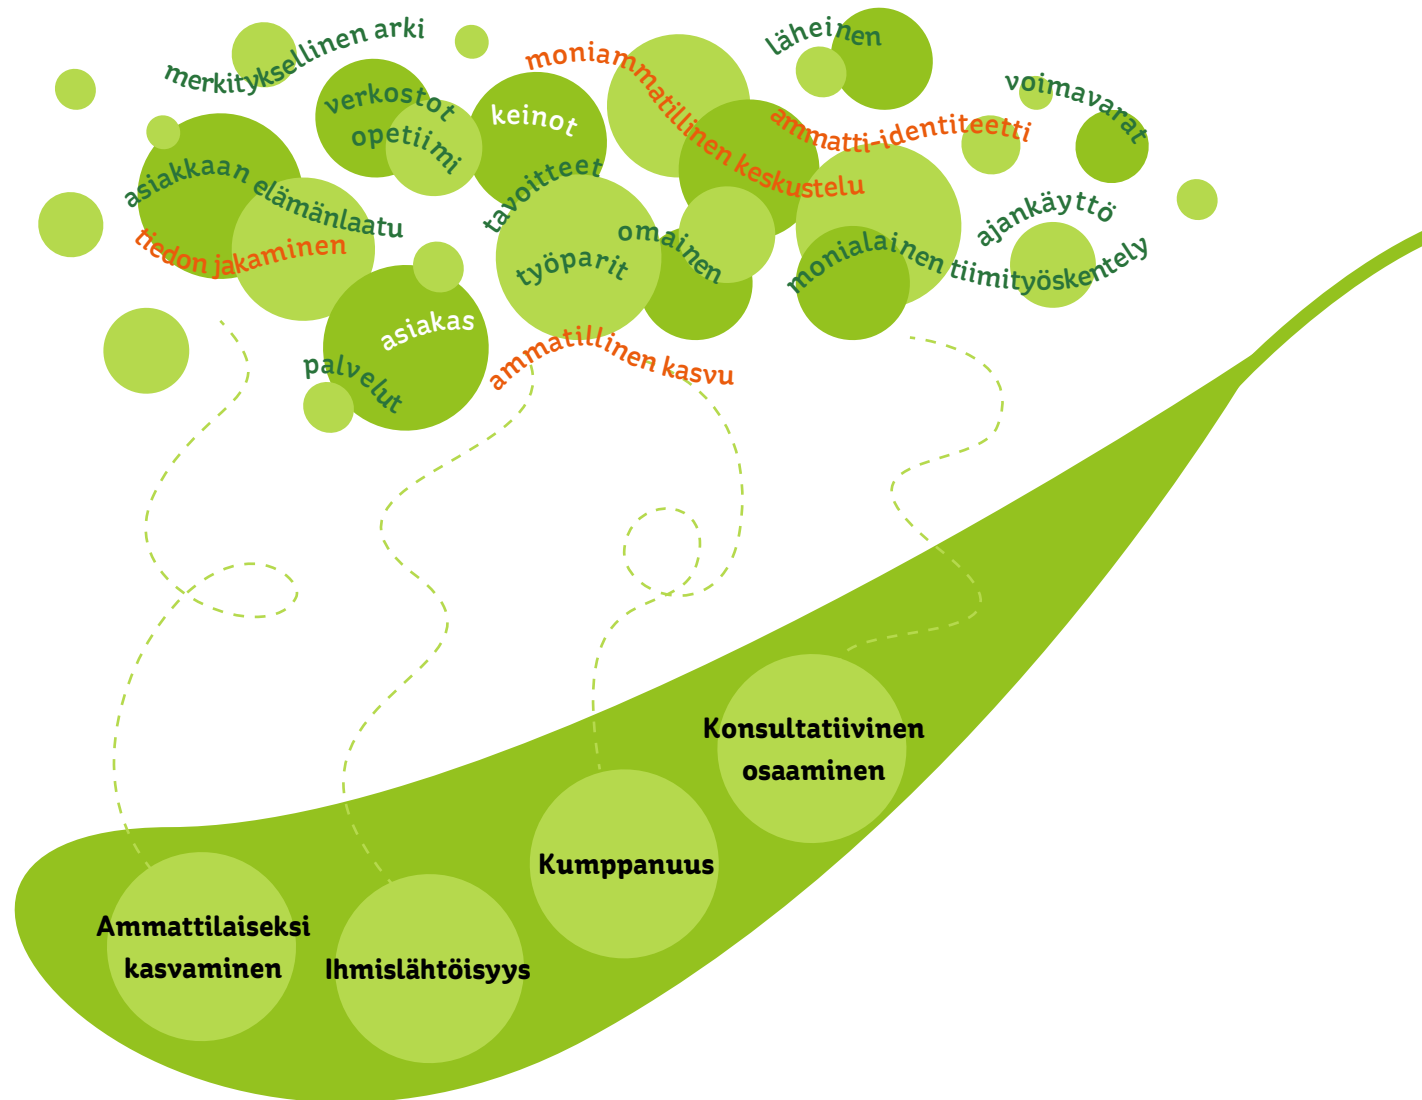 merkityksellinen arki
läheinen
moniammatillinen keskustelu
voimavarat
verkostot
keinot
ammatti-identiteetti
opetiimi
asiakkaan elämänlaatu
tavoitteet
ajankäyttö
tiedon jakaminen
omainen
työparit
monialainen tiimityöskentely
asiakas
palvelut
ammatillinen kasvu
Konsultatiivinen
osaaminen
Kumppanuus
Ammattilaiseksi
kasvaminen
Ihmislähtöisyys